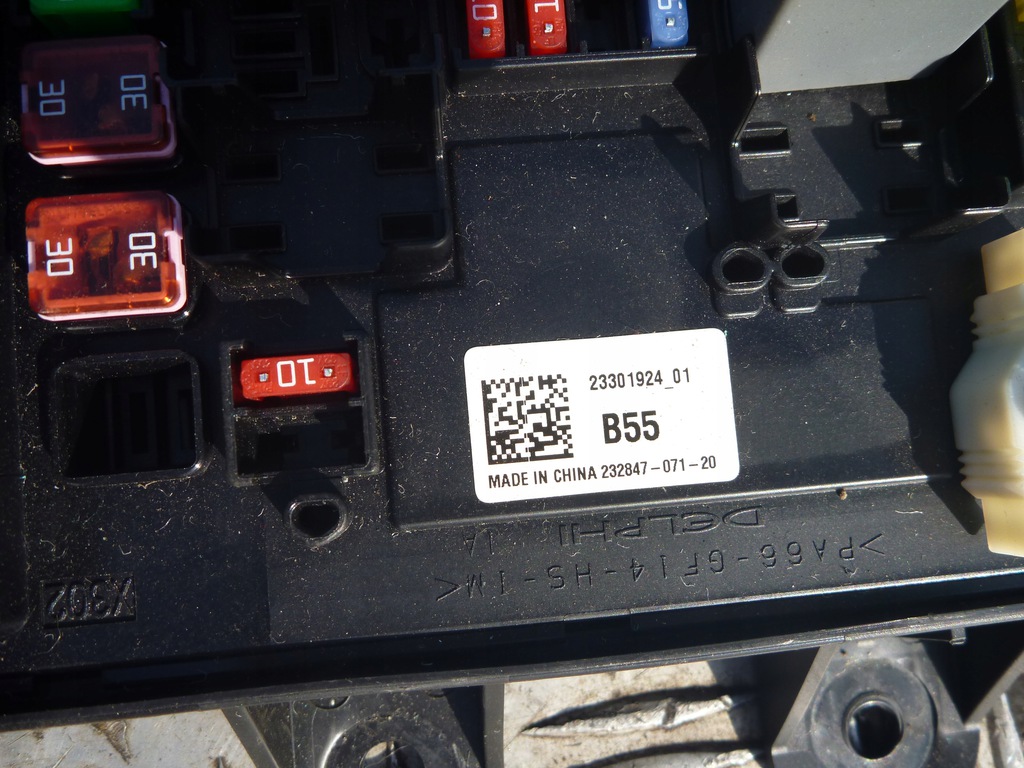 30 30
30 30
10
23301924_01
B55
MADE IN CHINA 232847-071-20
DELPHI
1A
>PA66-GF14-HS-1M<
X302